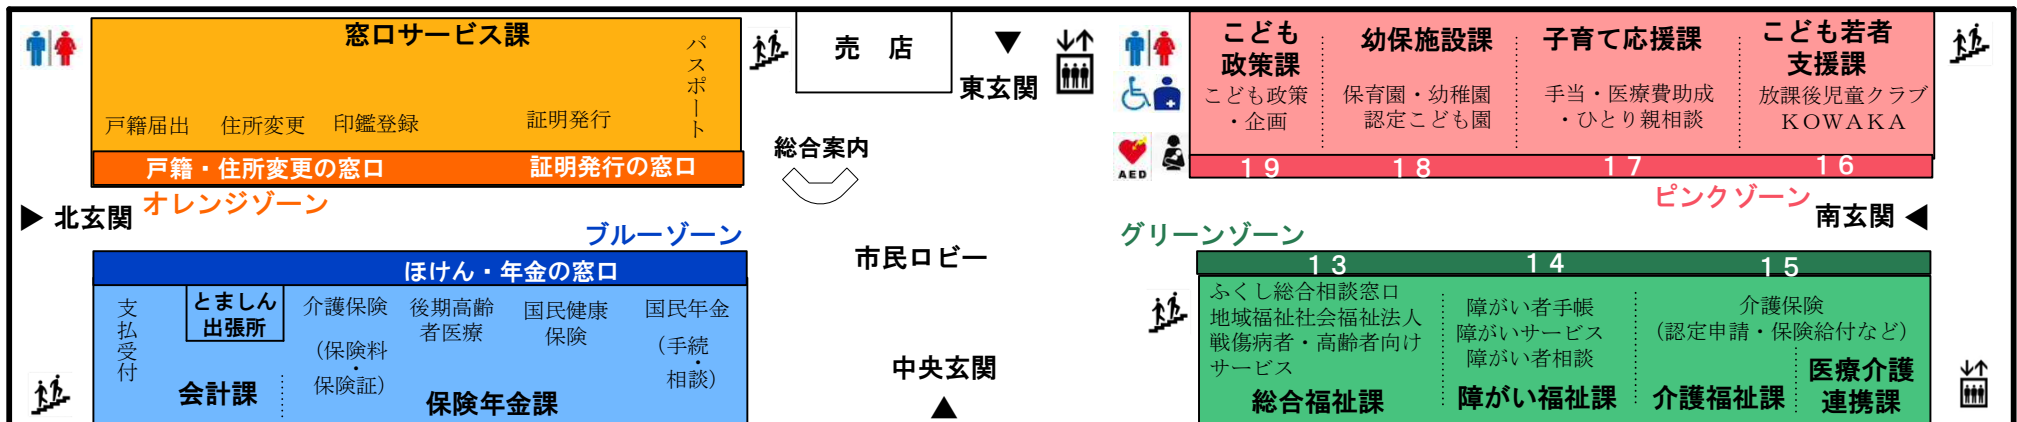 窓口サービス課
パスポート
戸籍届出　住所変更　印鑑登録　証明発行
戸籍・住所変更の窓口　証明発行の窓口
オレンジゾーン
▶ 北玄関
売　店
▼
東玄関
総合案内
市民ロビー
中央玄関
▲
ブルーゾーン
ほけん・年金の窓口
支払受付
とましん
出張所
会計課
介護保険
（保険料
・
保険証）
後期高齢
者医療
国民健康
保険
国民年金
（手続
・
相談）
保険年金課
こども
政策課
こども政策
・企画
19
幼保施設課
保育園・幼稚園
認定こども園
18
子育て応援課
手当・医療費助成
・ひとり親相談
17
こども若者
支援課
放課後児童クラブ
ＫＯＷＡＫＡ
16
AED
ピンクゾーン
南玄関 ◀
グリーンゾーン
13
ふくし総合相談窓口
地域福祉社会福祉法人
戦傷病者・高齢者向け
サービス
総合福祉課
14
障がい者手帳
障がいサービス
障がい者相談
障がい福祉課
15
介護保険
（認定申請・保険給付など）
介護福祉課
医療介護
連携課